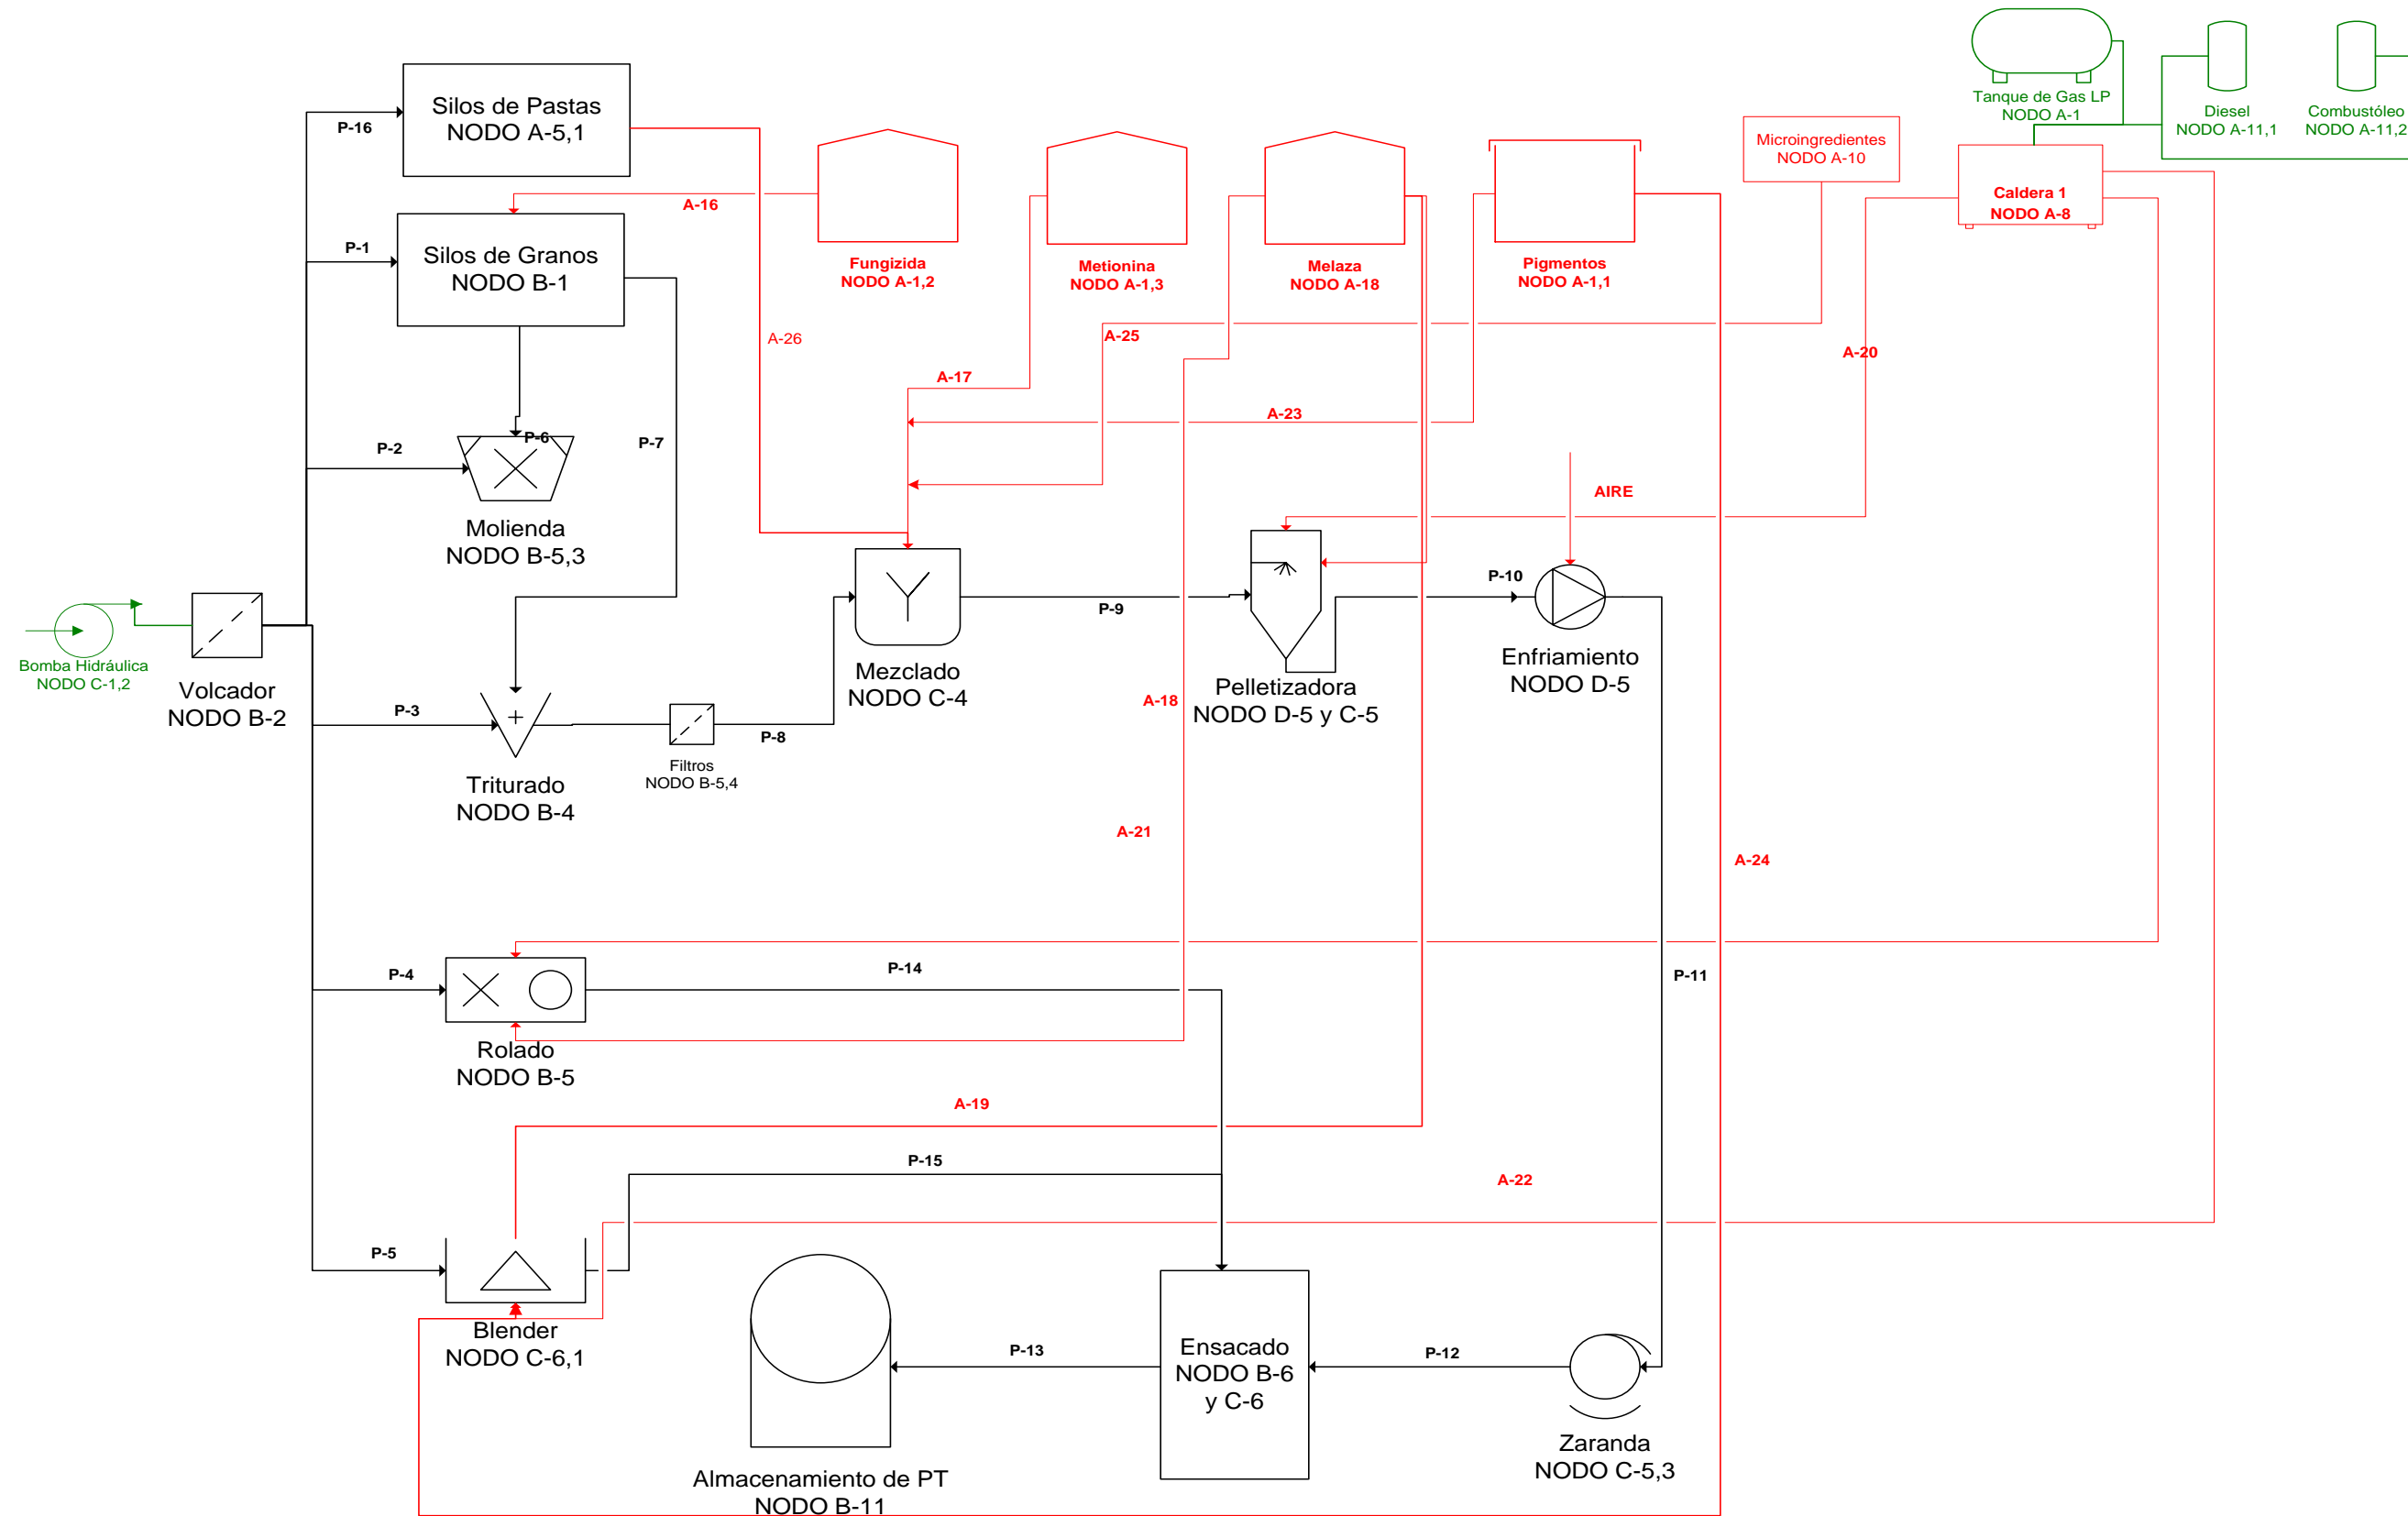 Tanque de Gas LP
NODO A-1
Diesel
NODO A-11,1
Combustóleo
NODO A-11,2
Silos de Pastas
NODO A-5,1
P-16
Microingredientes
NODO A-10
Caldera 1
NODO A-8
A-16
Silos de Granos
NODO B-1
P-1
Fungizida
NODO A-1,2
Metionina
NODO A-1,3
Melaza
NODO A-18
Pigmentos
NODO A-1,1
A-26
A-25
A-20
A-17
A-23
P-6
P-7
P-2
Molienda
NODO B-5,3
AIRE
P-10
P-9
Bomba Hidráulica
NODO C-1,2
Volcador
NODO B-2
Mezclado
NODO C-4
Pelletizadora
NODO D-5 y C-5
Enfriamiento
NODO D-5
A-18
P-3
P-8
Filtros
NODO B-5,4
Triturado
NODO B-4
A-21
A-24
P-4
P-14
P-11
Rolado
NODO B-5
A-19
P-15
A-22
P-5
Blender
NODO C-6,1
P-13
Ensacado
NODO B-6
y C-6
P-12
Zaranda
NODO C-5,3
Almacenamiento de PT
NODO B-11